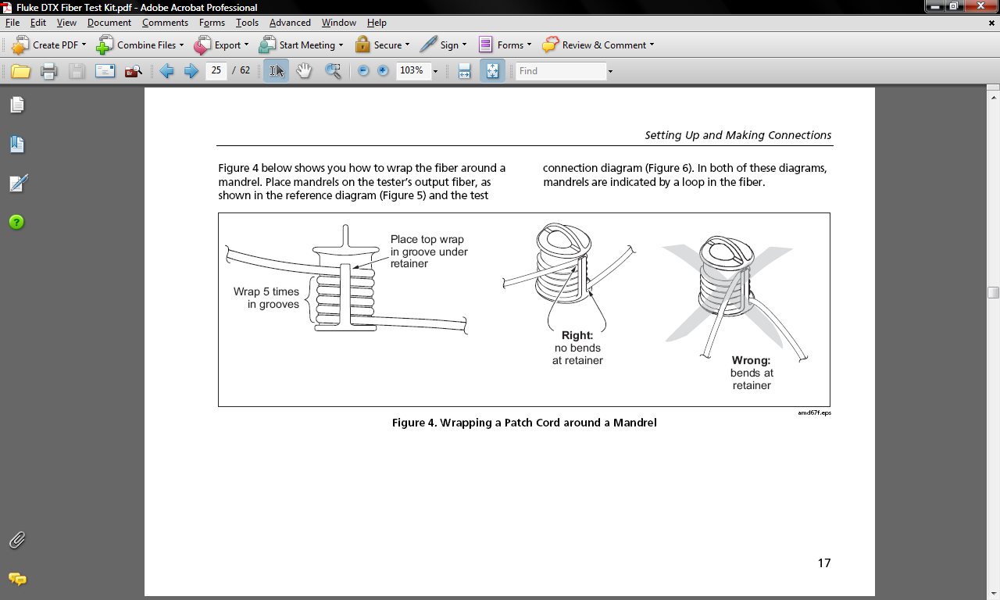 Fluke DTX Fiber Test Kit.pdf - Adobe Acrobat Professional
File Edit View Document Comments Forms Tools Advanced Window Help
Create PDF Combine Files Export Start Meeting Secure Sign Forms Review & Comment
Br 25 / 62 103% Find
Setting Up and Making Connections
Figure 4 below shows you how to wrap the fiber around a
mandrel. Place mandrels on the tester's output fiber, as
shown in the reference diagram (Figure 5) and the test
connection diagram (Figure 6). In both of these diagrams,
mandrels are indicated by a loop in the fiber.
Place top wrap
in groove under
retainer
Wrap 5 times
in grooves
Right:
no bends
at retainer
Wrong:
bends at
retainer
amd67f.eps
Figure 4. Wrapping a Patch Cord around a Mandrel
17